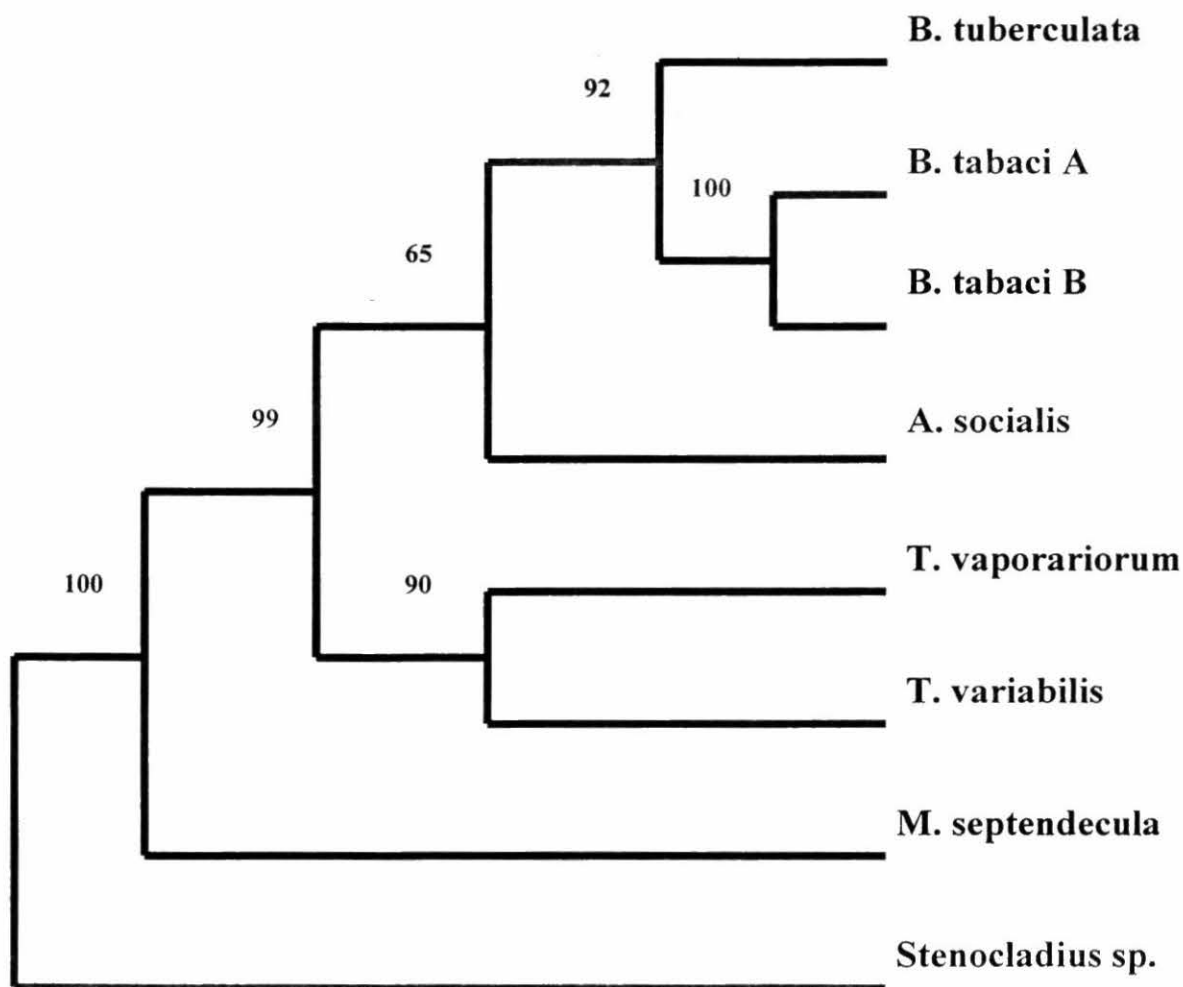 B. tuberculata
92
B. tabaci A
100
65
B. tabaci B
99
A. socialis
T. vaporariorum
100
90
T. variabilis
M. septendecula
Stenocladius sp.